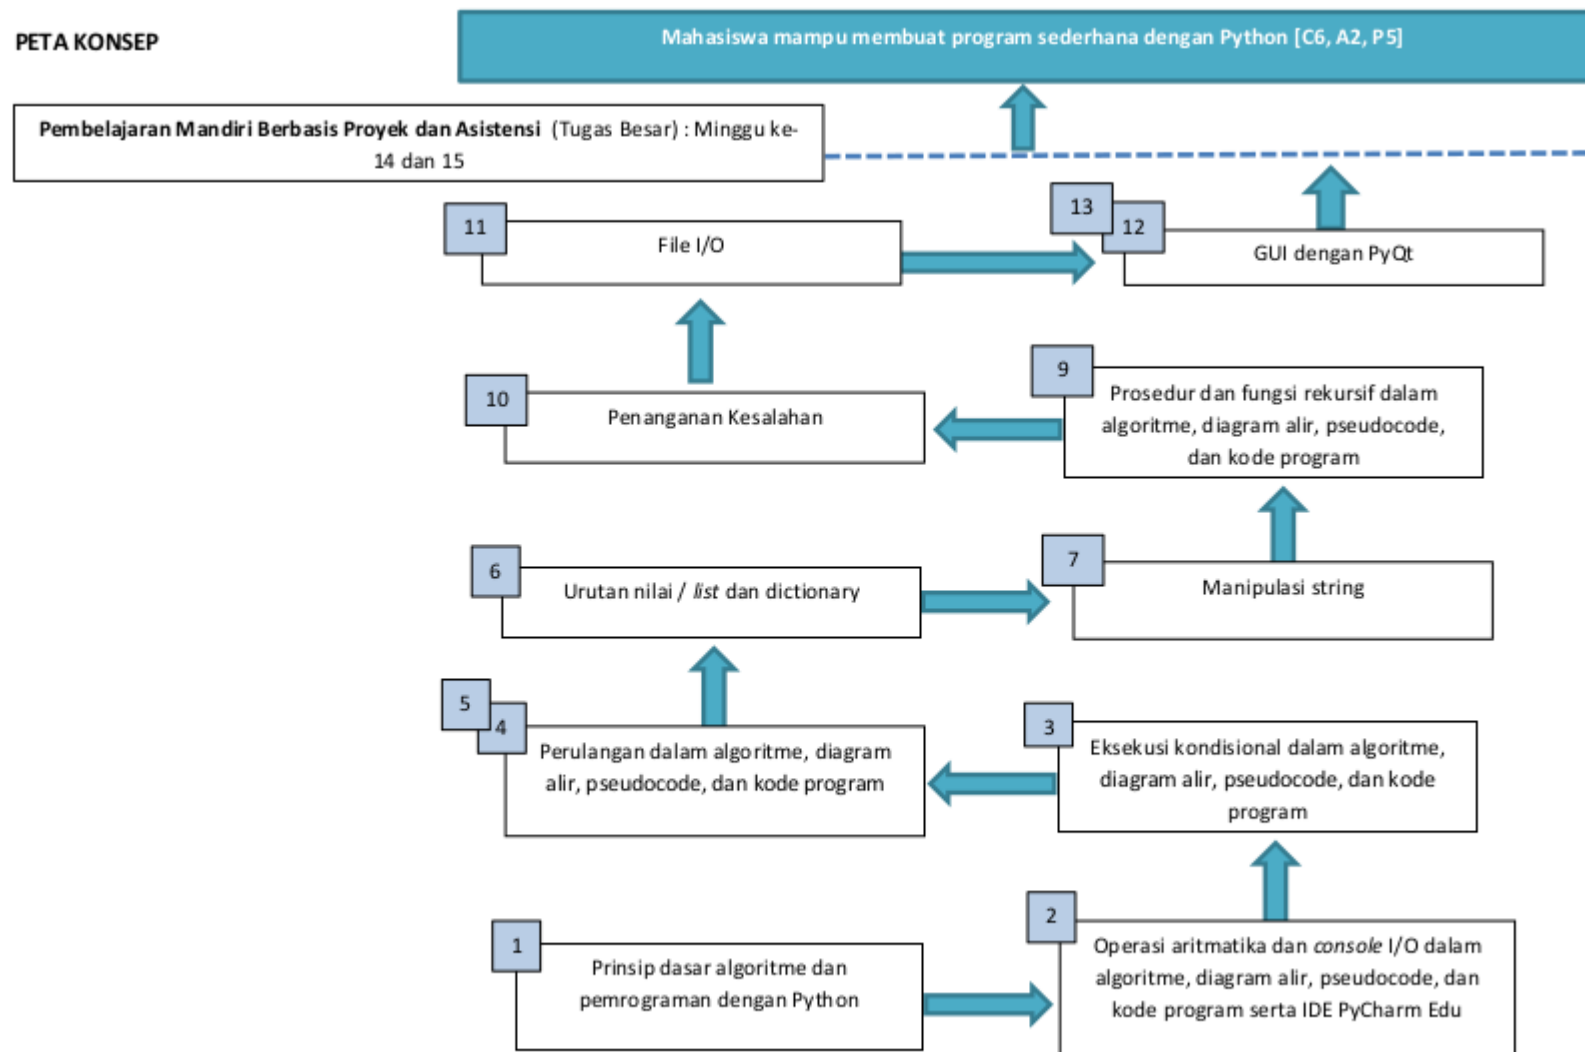 PETA KONSEP
Mahasiswa mampu membuat program sederhana dengan Python [C6, A2, P5]
Pembelajaran Mandiri Berbasis Proyek dan Asistensi (Tugas Besar) : Minggu ke-
14 dan 15
11
File I/O
13
12
GUI dengan PyQt
10
Penanganan Kesalahan
9
Prosedur dan fungsi rekursif dalam
algoritme, diagram alir, pseudocode,
dan kode program
6
Urutan nilai / list dan dictionary
7
Manipulasi string
5
4
Perulangan dalam algoritme, diagram
alir, pseudocode, dan kode program
3
Eksekusi kondisional dalam algoritme,
diagram alir, pseudocode, dan kode
program
1
Prinsip dasar algoritme dan
pemrograman dengan Python
2
Operasi aritmatika dan console I/O dalam
algoritme, diagram alir, pseudocode, dan
kode program serta IDE PyCharm Edu